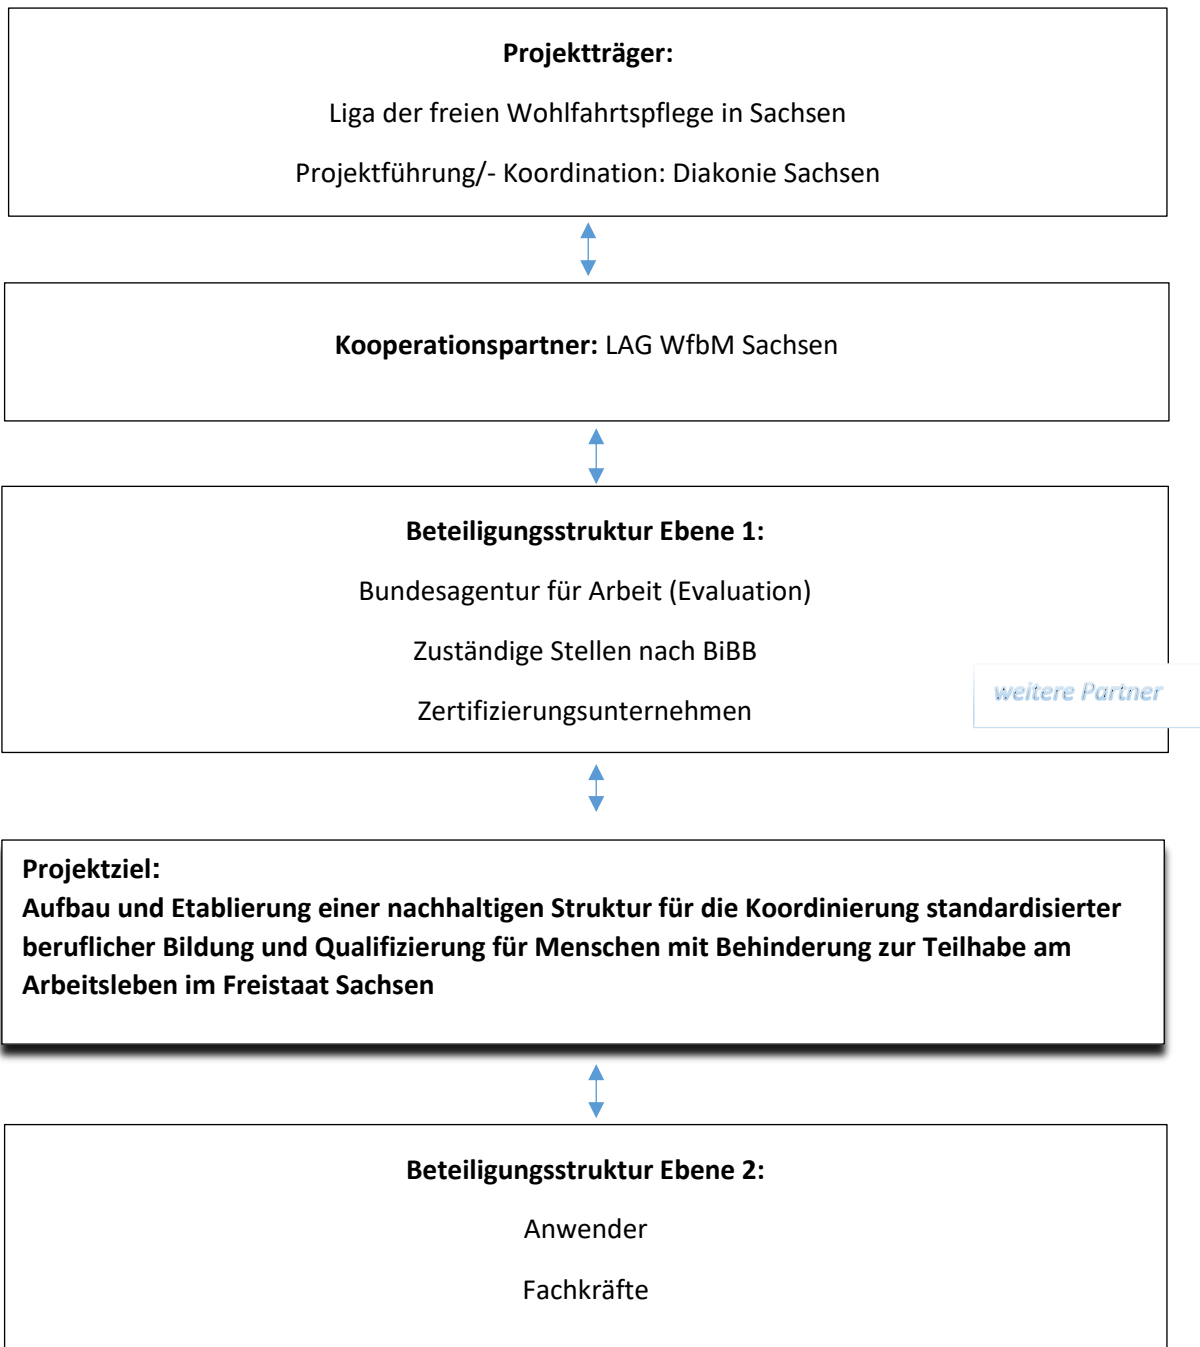 Projektträger:
Liga der freien Wohlfahrtspflege in Sachsen
Projektführung/- Koordination: Diakonie Sachsen
Kooperationspartner: LAG WfbM Sachsen
Beteiligungsstruktur Ebene 1:
Bundesagentur für Arbeit (Evaluation)
Zuständige Stellen nach BiBB
weitere Partner
Zertifizierungsunternehmen
Projektziel:
Aufbau und Etablierung einer nachhaltigen Struktur für die Koordinierung standardisierter
beruflicher Bildung und Qualifizierung für Menschen mit Behinderung zur Teilhabe am
Arbeitsleben im Freistaat Sachsen
Beteiligungsstruktur Ebene 2:
Anwender
Fachkräfte